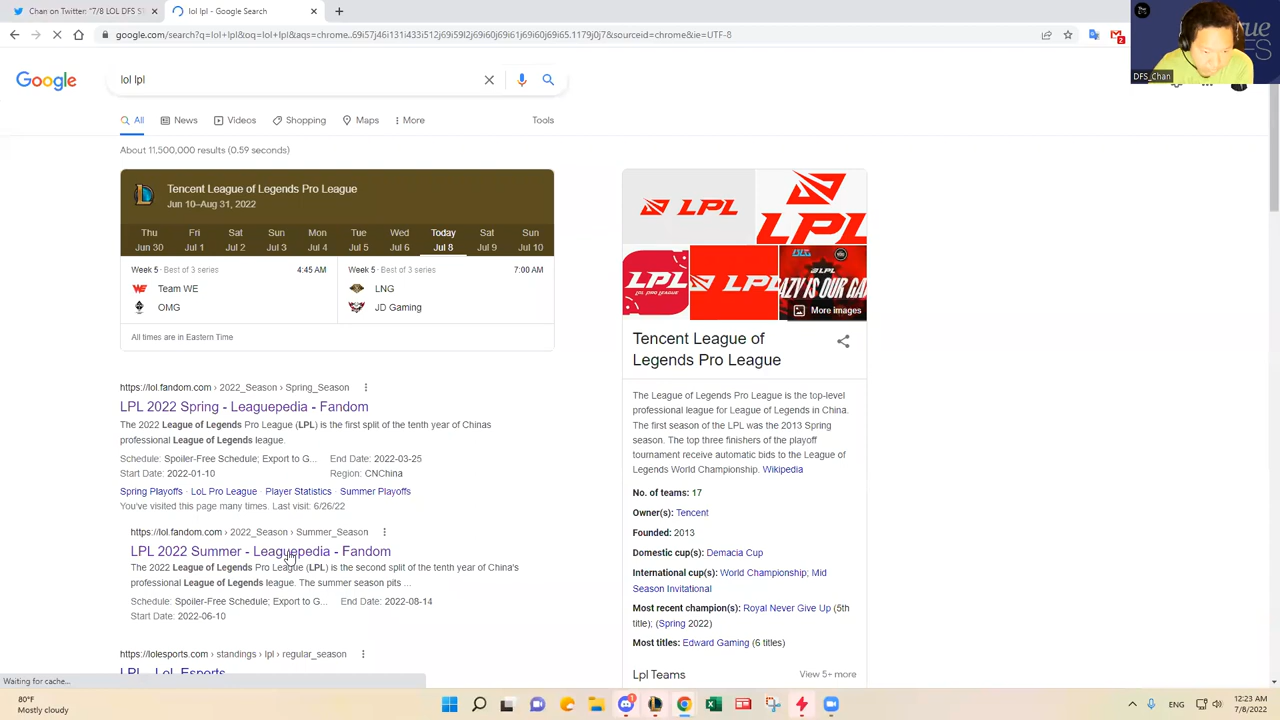 Chan on Twitter: "7/8 LOL DFS S
lol lpl - Google Search
google.com/search?q=lol+lpl&oq=lol+lpl&aqs=chrome..69i57j46i131i433i512j69i59l2j69i60j69i61j69i60j69i65.1179j0j7&sourceid=chrome&ie=UTF-8
DFS_Chan
Google
lol lpl
All
News
Videos
Shopping
Maps
More
Tools
About 11,500,000 results (0.59 seconds)
Tencent League of Legends Pro League
Jun 10–Aug 31, 2022
Thu Fri Sat Sun Mon Tue Wed Today Sat Sun
Jun 30 Jul 1 Jul 2 Jul 3 Jul 4 Jul 5 Jul 6 Jul 8 Jul 9 Jul 10
Week 5 · Best of 3 series 4:45 AM
Team WE
OMG
Week 5 · Best of 3 series 7:00 AM
LNG
JD Gaming
All times are in Eastern Time
https://lol.fandom.com › 2022_Season › Spring_Season
LPL 2022 Spring - Leaguepedia - Fandom
The 2022 League of Legends Pro League (LPL) is the first split of the tenth year of Chinas
professional League of Legends league.
Schedule: Spoiler-Free Schedule; Export to G... End Date: 2022-03-25
Start Date: 2022-01-10 Region: CNChina
Spring Playoffs · LoL Pro League · Player Statistics · Summer Playoffs
You've visited this page many times. Last visit: 6/26/22
https://lol.fandom.com › 2022_Season › Summer_Season
LPL 2022 Summer - Leaguepedia - Fandom
The 2022 League of Legends Pro League (LPL) is the second split of the tenth year of China's
professional League of Legends league. The summer season pits ...
Schedule: Spoiler-Free Schedule; Export to G... End Date: 2022-08-14
Start Date: 2022-06-10
https://lolesports.com › standings › lpl › regular_season
LPL - LoL Esports
Waiting for cache...
LPL
LPL
LPL
LPL
LPL
More images
Tencent League of
Legends Pro League
The League of Legends Pro League is the top-level
professional league for League of Legends in China.
The first season of the LPL was the 2013 Spring
season. The top three finishers of the playoff
tournament receive automatic bids to the League of
Legends World Championship. Wikipedia
No. of teams: 17
Owner(s): Tencent
Founded: 2013
Domestic cup(s): Demacia Cup
International cup(s): World Championship; Mid
Season Invitational
Most recent champion(s): Royal Never Give Up (5th
title); (Spring 2022)
Most titles: Edward Gaming (6 titles)
Lpl Teams
View 5+ more
80°F
Mostly cloudy
ENG
12:23 AM
7/8/2022